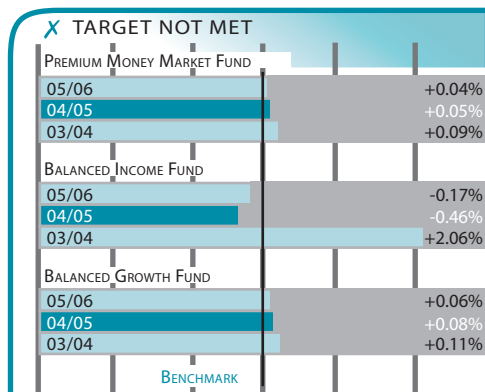 ✗ TARGET NOT MET
PREMIUM MONEY MARKET FUND
05/06 +0.04%
04/05 +0.05%
03/04 +0.09%
BALANCED INCOME FUND
05/06 -0.17%
04/05 -0.46%
03/04 +2.06%
BALANCED GROWTH FUND
05/06 +0.06%
04/05 +0.08%
03/04 +0.11%
BENCHMARK